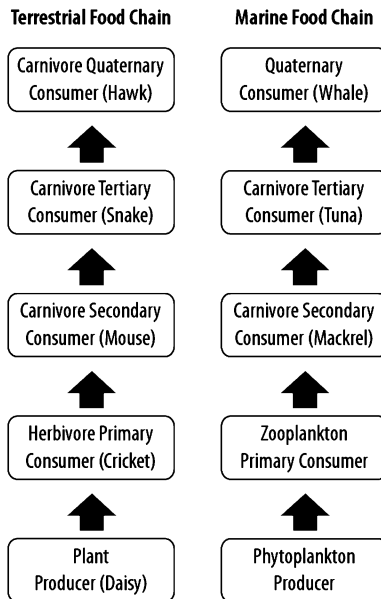 Terrestrial Food Chain
Carnivore Quaternary
Consumer (Hawk)
Carnivore Tertiary
Consumer (Snake)
Carnivore Secondary
Consumer (Mouse)
Herbivore Primary
Consumer (Cricket)
Plant
Producer (Daisy)
Marine Food Chain
Quaternary
Consumer (Whale)
Carnivore Tertiary
Consumer (Tuna)
Carnivore Secondary
Consumer (Mackrel)
Zooplankton
Primary Consumer
Phytoplankton
Producer